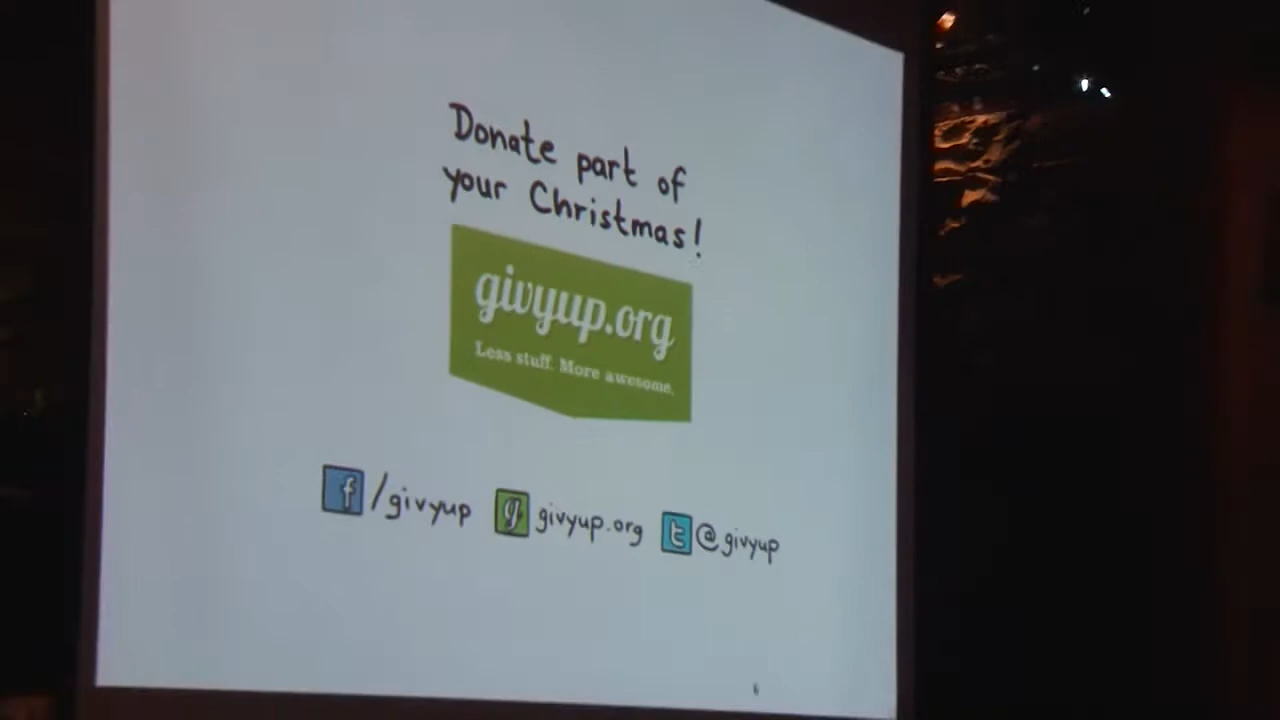 Donate part of
your Christmas!
givyup.org
Less stuff. More awesome.
f /givyup g givyup.org t @givyup